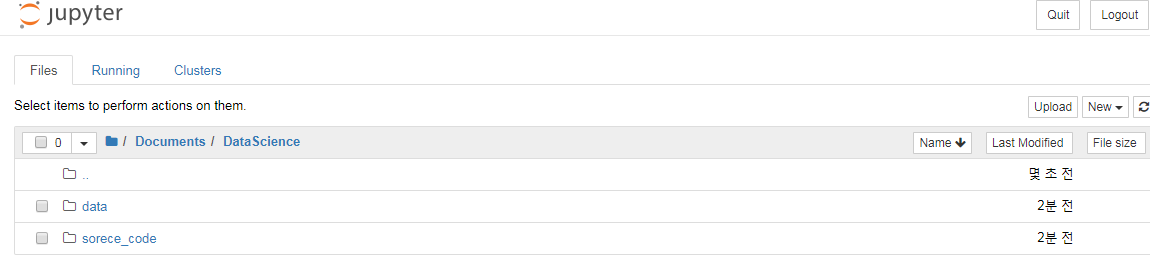 jupyter
Quit Logout
Files Running Clusters
Select items to perform actions on them.
Upload New
0 / Documents / DataScience Name Last Modified File size
.. 몇 초 전
data 2분 전
sorece_code 2분 전